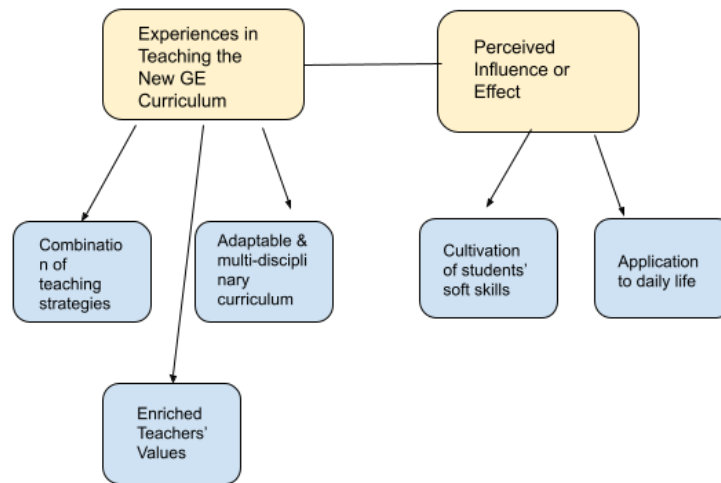 Experiences in
Teaching the
New GE
Curriculum
Perceived
Influence or
Effect
Combinatio
n of
teaching
strategies
Adaptable &
multi-discipli
nary
curriculum
Cultivation
of students’
soft skills
Application
to daily life
Enriched
Teachers’
Values